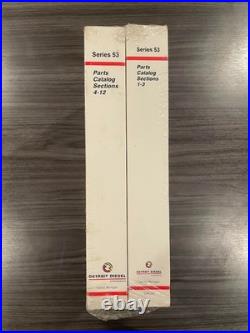 Series 53
Parts
Catalog
Sections
4-12
DETROIT DIESEL
Series 53
Parts
Catalog
Sections
1-3
DETROIT DIESEL